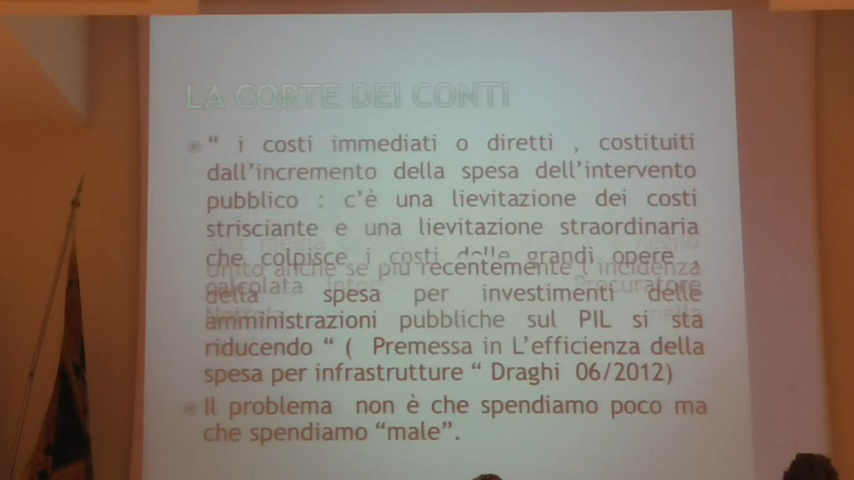 LA CORTE DEI CONTI
“ i costi immediati o diretti , costituiti
dall’incremento della spesa dell’intervento
pubblico : c’è una lievitazione dei costi
strisciante e una lievitazione straordinaria
che colpisce i costi delle grandi opere ,
Unito anche se più recentemente l’incidenza
calcolata Procuratore
della spesa per investimenti delle
amministrazioni pubbliche sul PIL si sta
riducendo “ ( Premessa in L’efficienza della
spesa per infrastrutture “ Draghi 06/2012)
Il problema non è che spendiamo poco ma
che spendiamo “male”.